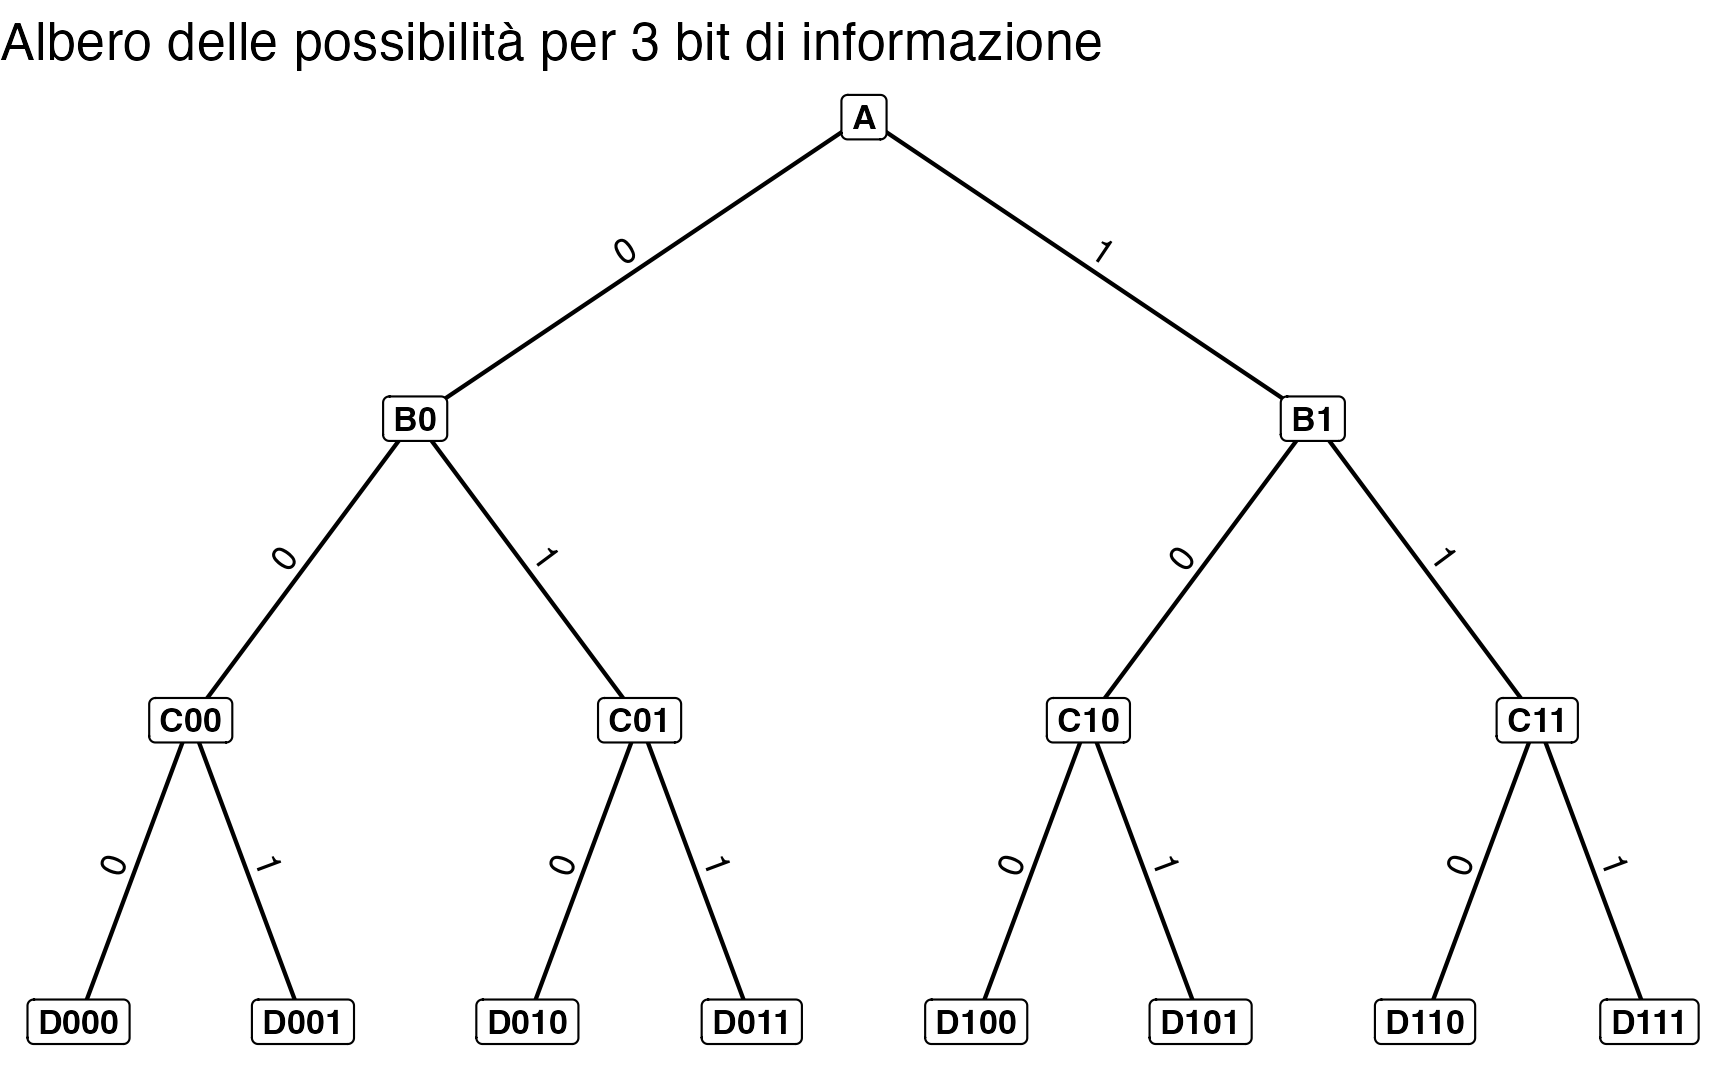 Albero delle possibilità per 3 bit di informazione
A
0 1
B0 B1
0 1 0 1
C00 C01 C10 C11
0 1 0 1 0 1 0 1
D000 D001 D010 D011 D100 D101 D110 D111